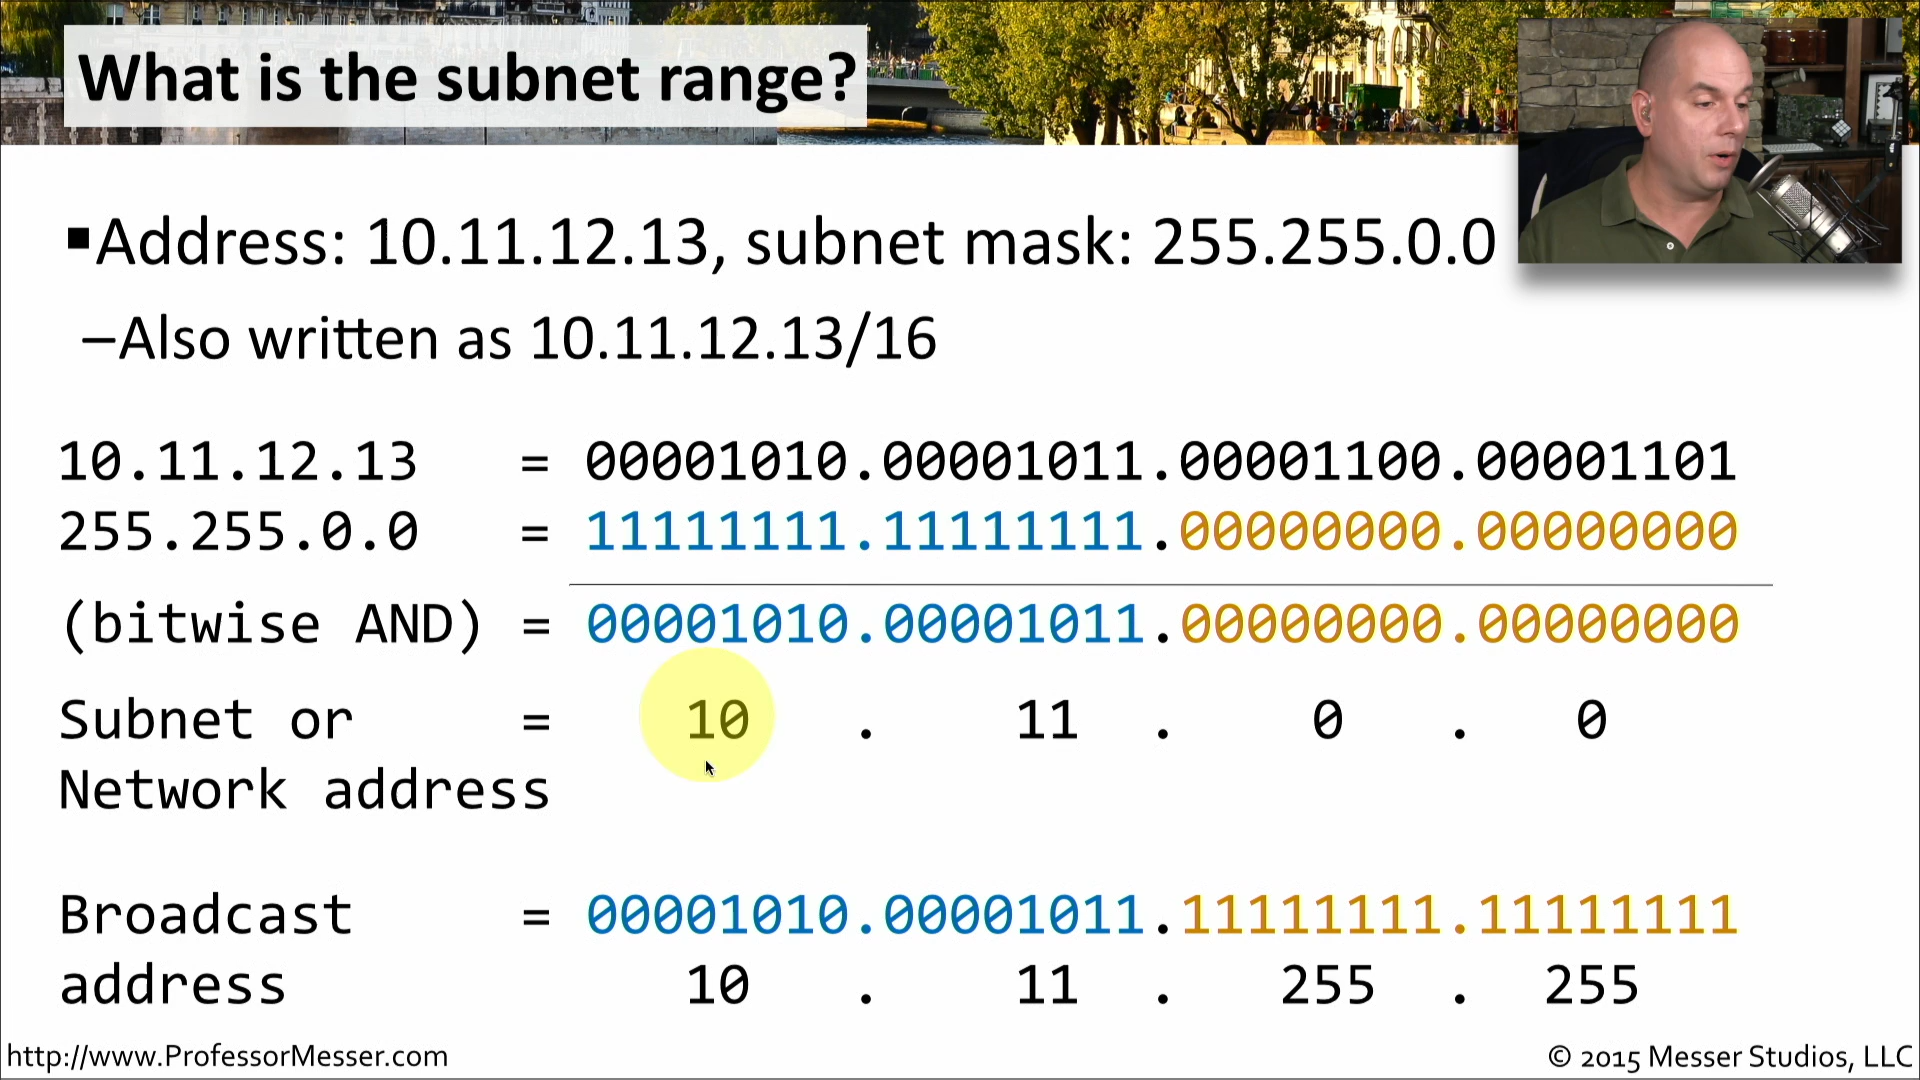 What is the subnet range?
▪Address: 10.11.12.13, subnet mask: 255.255.0.0
–Also written as 10.11.12.13/16
10.11.12.13 = 00001010.00001011.00001100.00001101
255.255.0.0 = 11111111.11111111.00000000.00000000
(bitwise AND) = 00001010.00001011.00000000.00000000
Subnet or = 10 . 11 . 0 . 0
Network address
Broadcast = 00001010.00001011.11111111.11111111
address 10 . 11 . 255 . 255
http://www.ProfessorMesser.com © 2015 Messer Studios, LLC